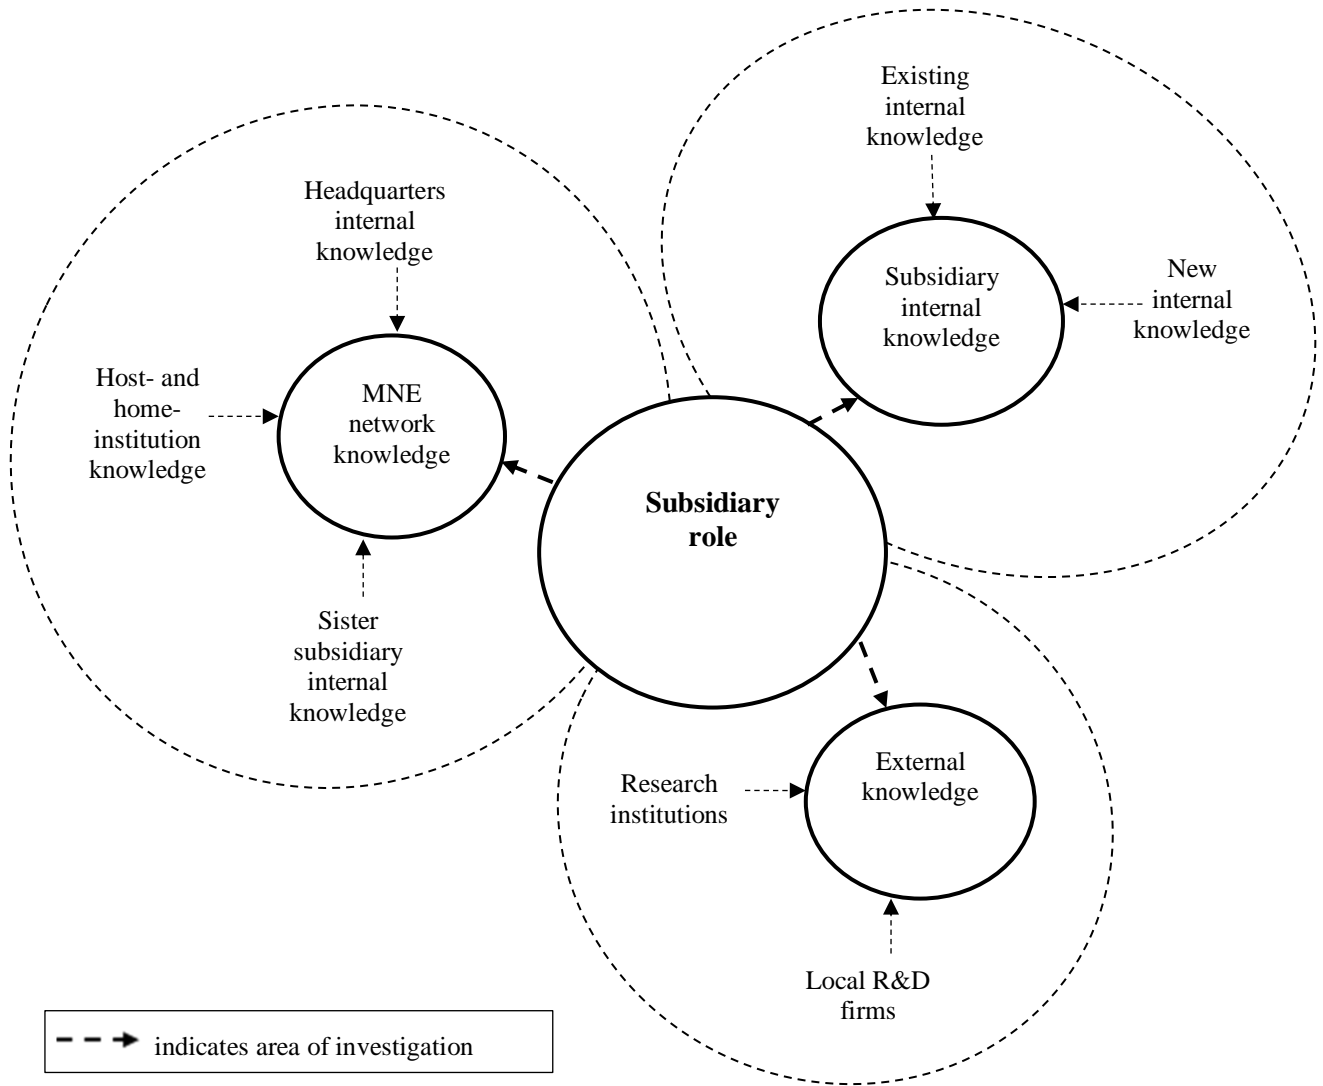 Existing
internal
knowledge
Headquarters
internal
knowledge
Subsidiary
internal
knowledge
New
internal
knowledge
Host- and
home-
institution
knowledge
MNE
network
knowledge
Subsidiary
role
Sister
subsidiary
internal
knowledge
External
knowledge
Research
institutions
Local R&D
firms
indicates area of investigation